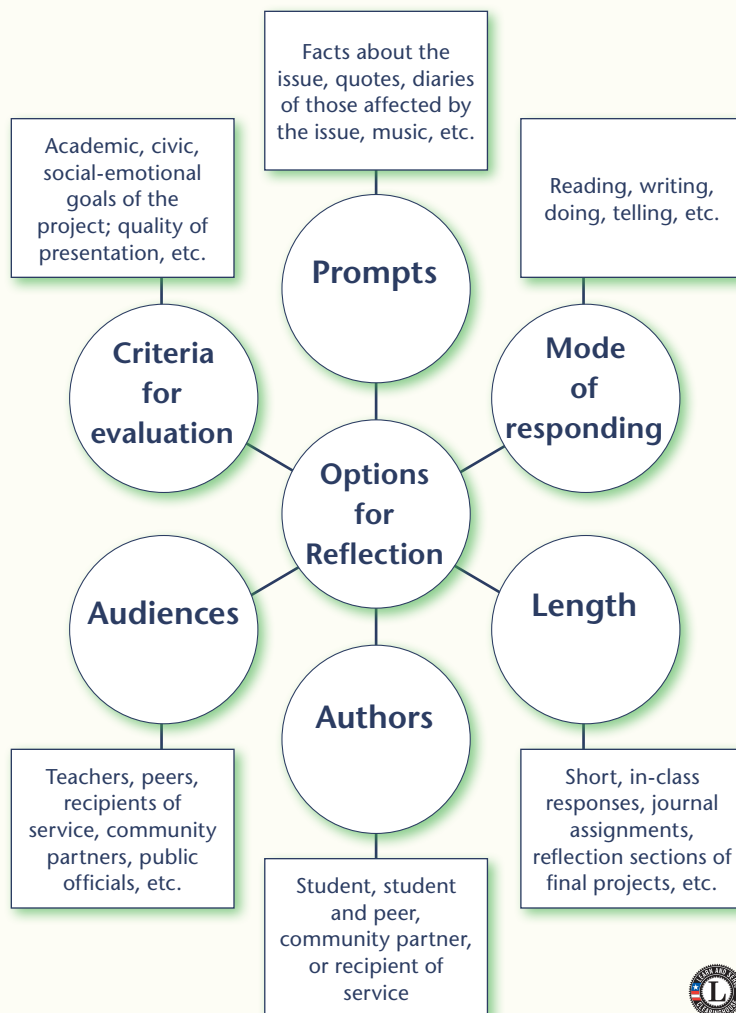 Facts about the
issue, quotes, diaries
of those affected by
the issue, music, etc.
Academic, civic,
social-emotional
goals of the
project; quality of
presentation, etc.
Reading, writing,
doing, telling, etc.
Prompts
Criteria
for
evaluation
Mode
of
responding
Options
for
Reflection
Audiences
Length
Authors
Teachers, peers,
recipients of
service, community
partners, public
officials, etc.
Short, in-class
responses, journal
assignments,
reflection sections of
final projects, etc.
Student, student
and peer,
community partner,
or recipient of
service
L